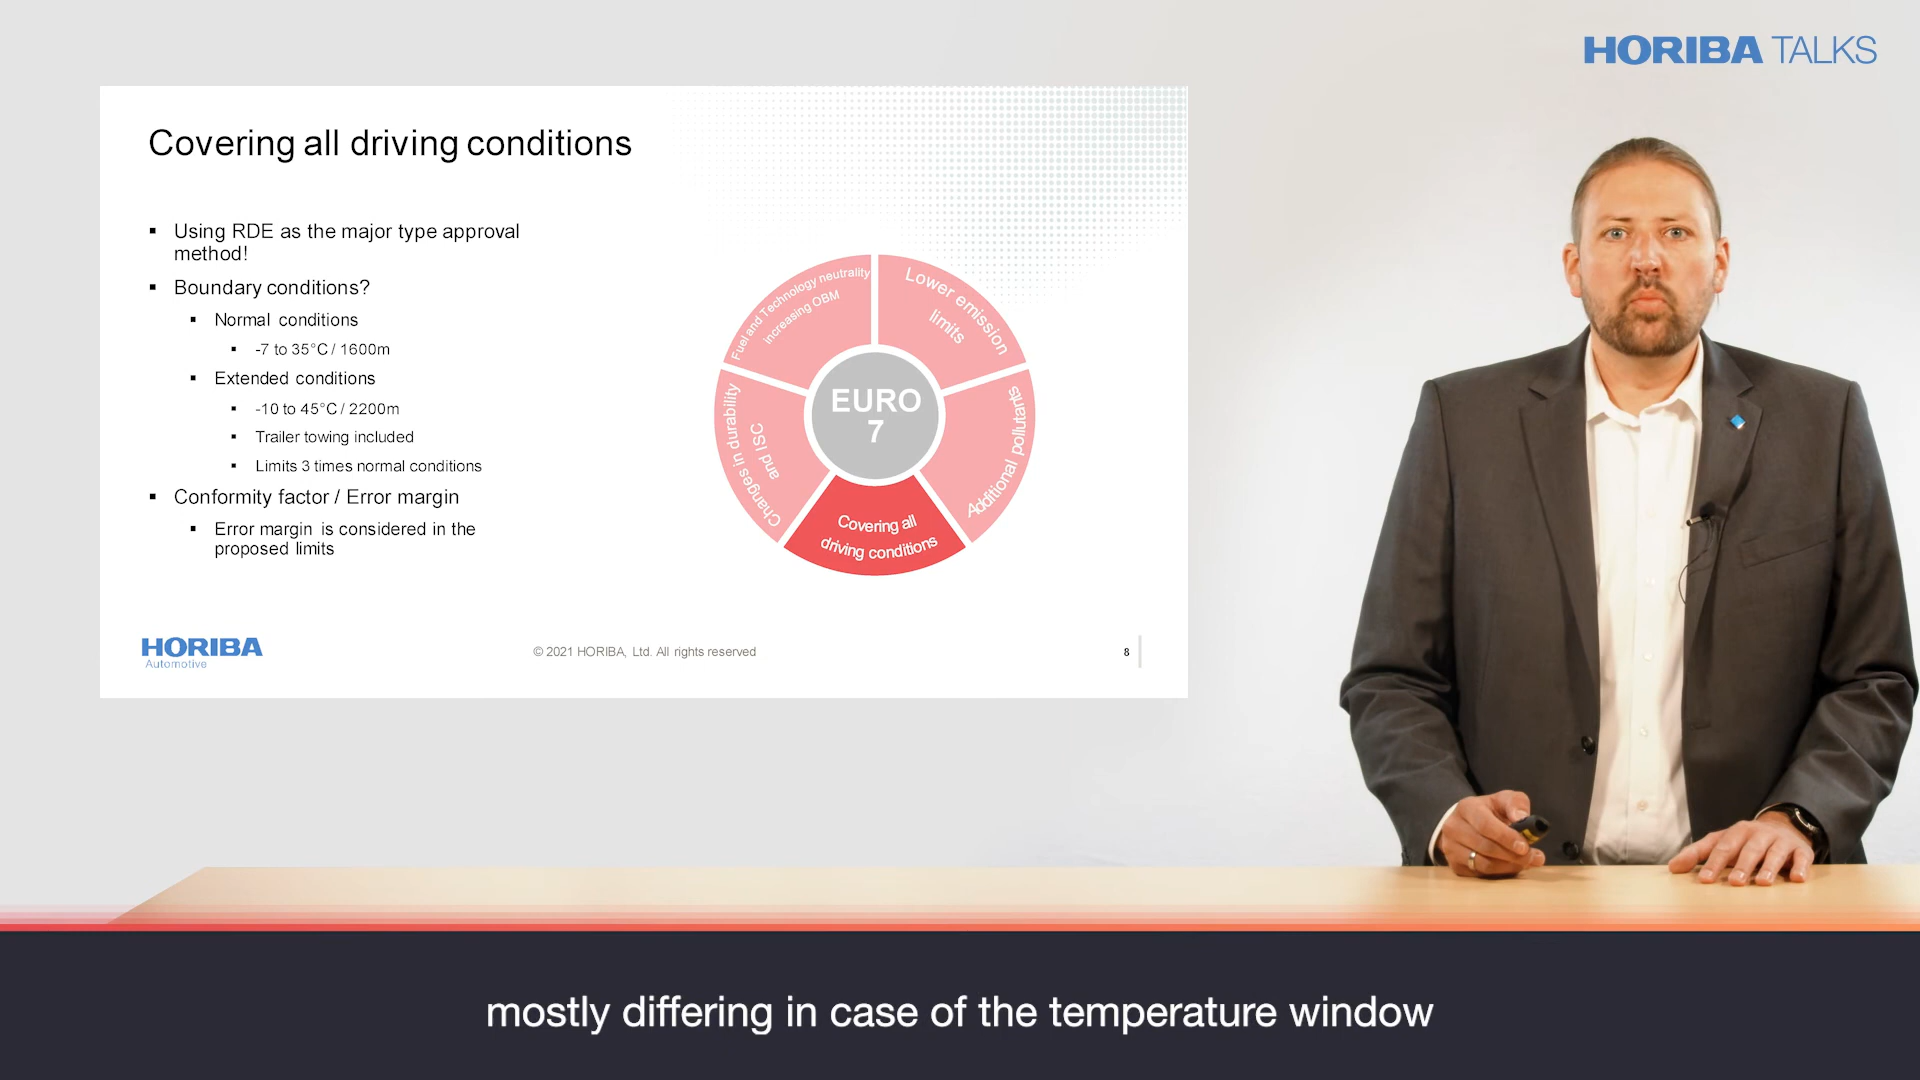 HORIBA TALKS
Covering all driving conditions
Using RDE as the major type approval
method!
Boundary conditions?
Normal conditions
-7 to 35°C / 1600m
Extended conditions
-10 to 45°C / 2200m
Trailer towing included
Limits 3 times normal conditions
Conformity factor / Error margin
Error margin is considered in the
proposed limits
Fuel and Technology neutrality
increasing OBM
Lower emission
limits
Changes in durability
and ISC
EURO
7
Additional pollutants
Covering all
driving conditions
HORIBA
Automotive
© 2021 HORIBA, Ltd. All rights reserved
8
mostly differing in case of the temperature window